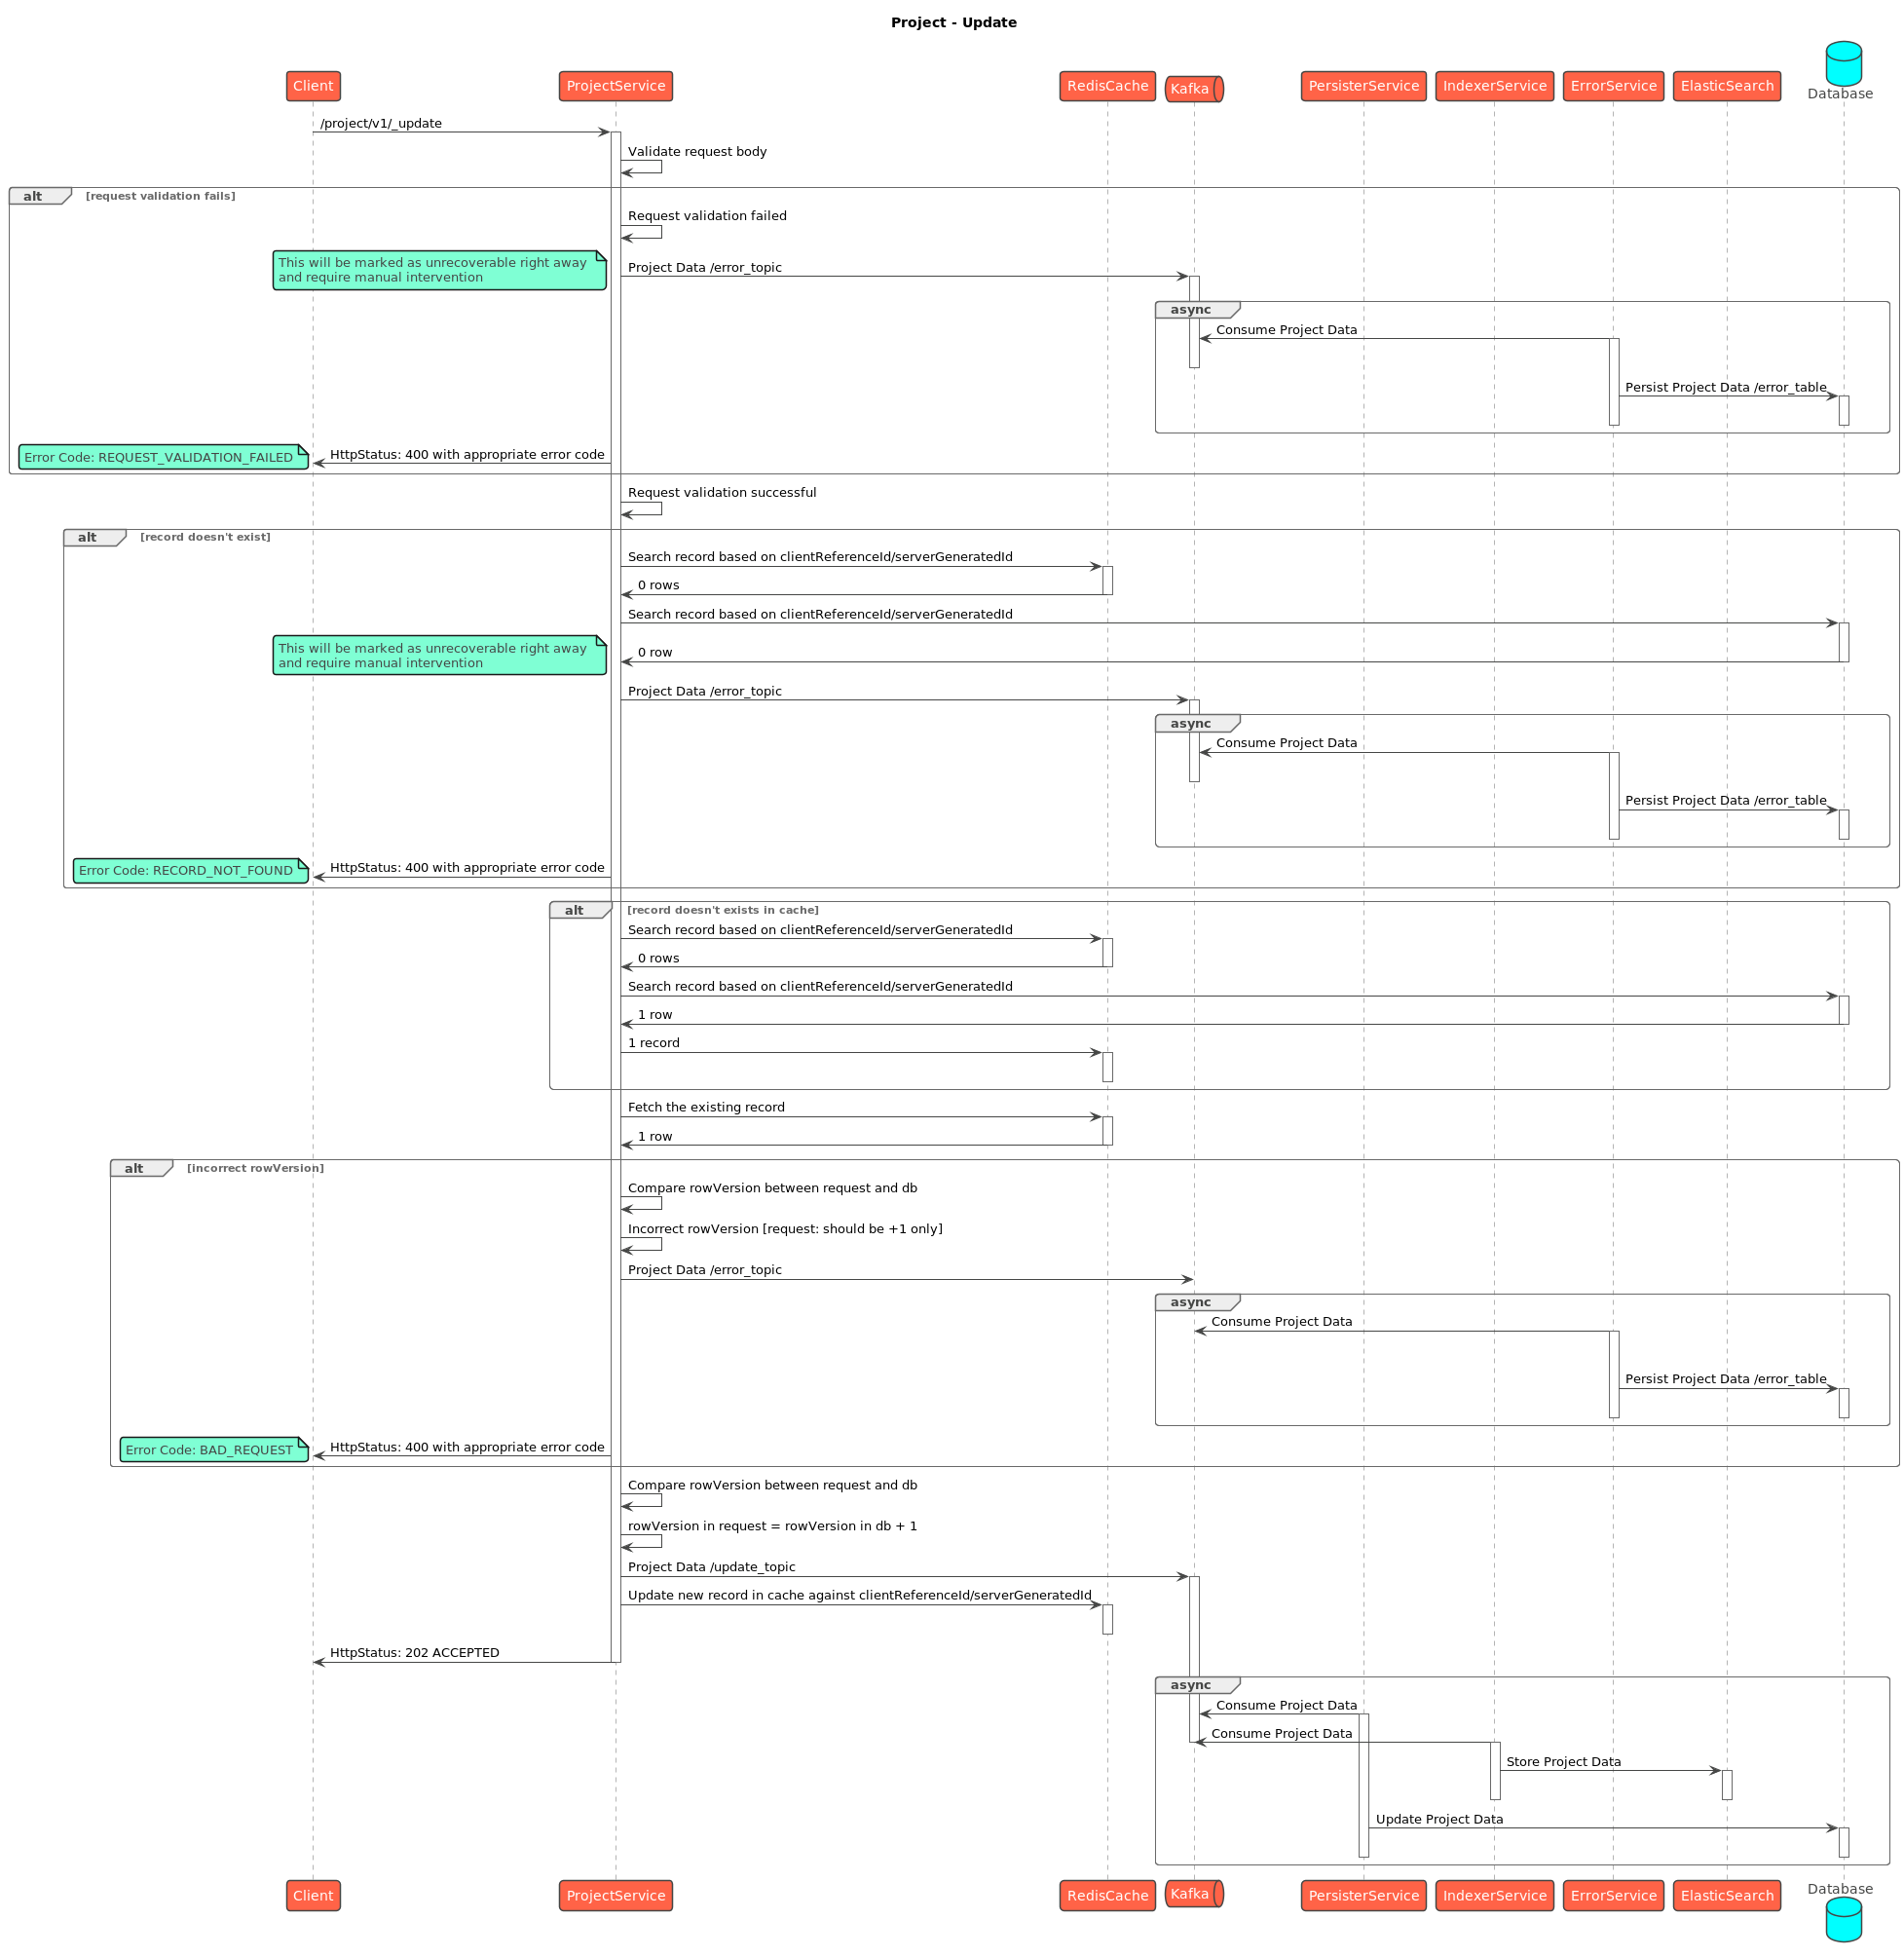 Project - Update
Client
ProjectService
RedisCache
Kafka
PersisterService
IndexerService
ErrorService
ElasticSearch
Database
/project/v1/_update
Validate request body
alt
[request validation fails]
Request validation failed
This will be marked as unrecoverable right away
and require manual intervention
Project Data /error_topic
async
Consume Project Data
Persist Project Data /error_table
Error Code: REQUEST_VALIDATION_FAILED
HttpStatus: 400 with appropriate error code
Request validation successful
alt
[record doesn't exist]
Search record based on clientReferenceId/serverGeneratedId
0 rows
Search record based on clientReferenceId/serverGeneratedId
This will be marked as unrecoverable right away
and require manual intervention
0 row
Project Data /error_topic
async
Consume Project Data
Persist Project Data /error_table
Error Code: RECORD_NOT_FOUND
HttpStatus: 400 with appropriate error code
alt
[record doesn't exists in cache]
Search record based on clientReferenceId/serverGeneratedId
0 rows
Search record based on clientReferenceId/serverGeneratedId
1 row
1 record
Fetch the existing record
1 row
alt
[incorrect rowVersion]
Compare rowVersion between request and db
Incorrect rowVersion [request: should be +1 only]
Project Data /error_topic
async
Consume Project Data
Persist Project Data /error_table
Error Code: BAD_REQUEST
HttpStatus: 400 with appropriate error code
Compare rowVersion between request and db
rowVersion in request = rowVersion in db + 1
Project Data /update_topic
Update new record in cache against clientReferenceId/serverGeneratedId
HttpStatus: 202 ACCEPTED
async
Consume Project Data
Consume Project Data
Store Project Data
Update Project Data
Client
ProjectService
RedisCache
Kafka
PersisterService
IndexerService
ErrorService
ElasticSearch
Database